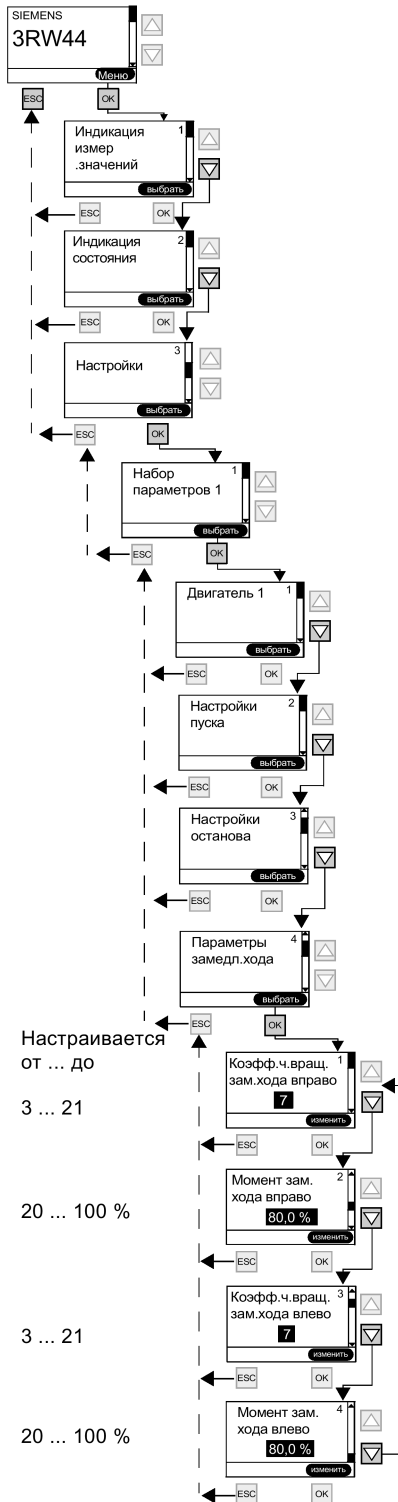 SIEMENS
3RW44
Меню
ESC
OK
Индикация 1
измер
.значений
выбрать
ESC OK
Индикация 2
состояния
выбрать
ESC OK
3
Настройки
выбрать
ESC OK
Набор 1
параметров 1
выбрать
ESC OK
Двигатель 1 1
выбрать
ESC OK
Настройки 2
пуска
выбрать
ESC OK
Настройки 3
останова
выбрать
ESC OK
Параметры 4
замедл.хода
выбрать
ESC OK
Настраивается
от ... до
Коэфф.ч.вращ. 1
зам.хода вправо
3 ... 21
7
изменить
ESC OK
Момент зам. 2
хода вправо
20 ... 100 %
80,0 %
изменить
ESC OK
Коэфф.ч.вращ. 3
зам.хода влево
3 ... 21
7
изменить
ESC OK
Момент зам. 4
хода влево
20 ... 100 %
80,0 %
изменить
ESC OK